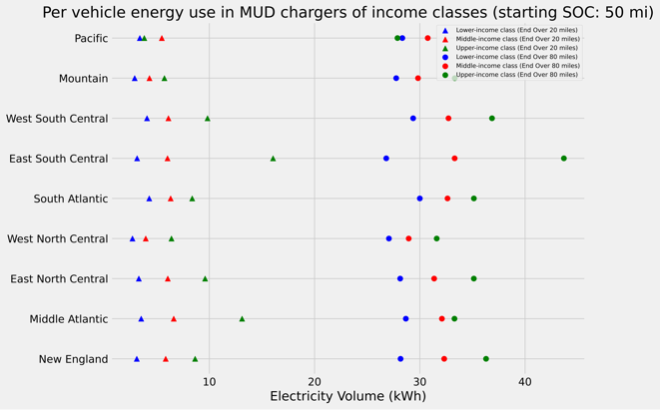 Per vehicle energy use in MUD chargers of income classes (starting SOC: 50 mi)
Pacific
Mountain
West South Central
East South Central
South Atlantic
West North Central
East North Central
Middle Atlantic
New England
Lower-income class (End Over 20 miles)
Middle-income class (End Over 20 miles)
Upper-income class (End Over 20 miles)
Lower-income class (End Over 80 miles)
Middle-income class (End Over 80 miles)
Upper-income class (End Over 80 miles)
10 20 30 40
Electricity Volume (kWh)